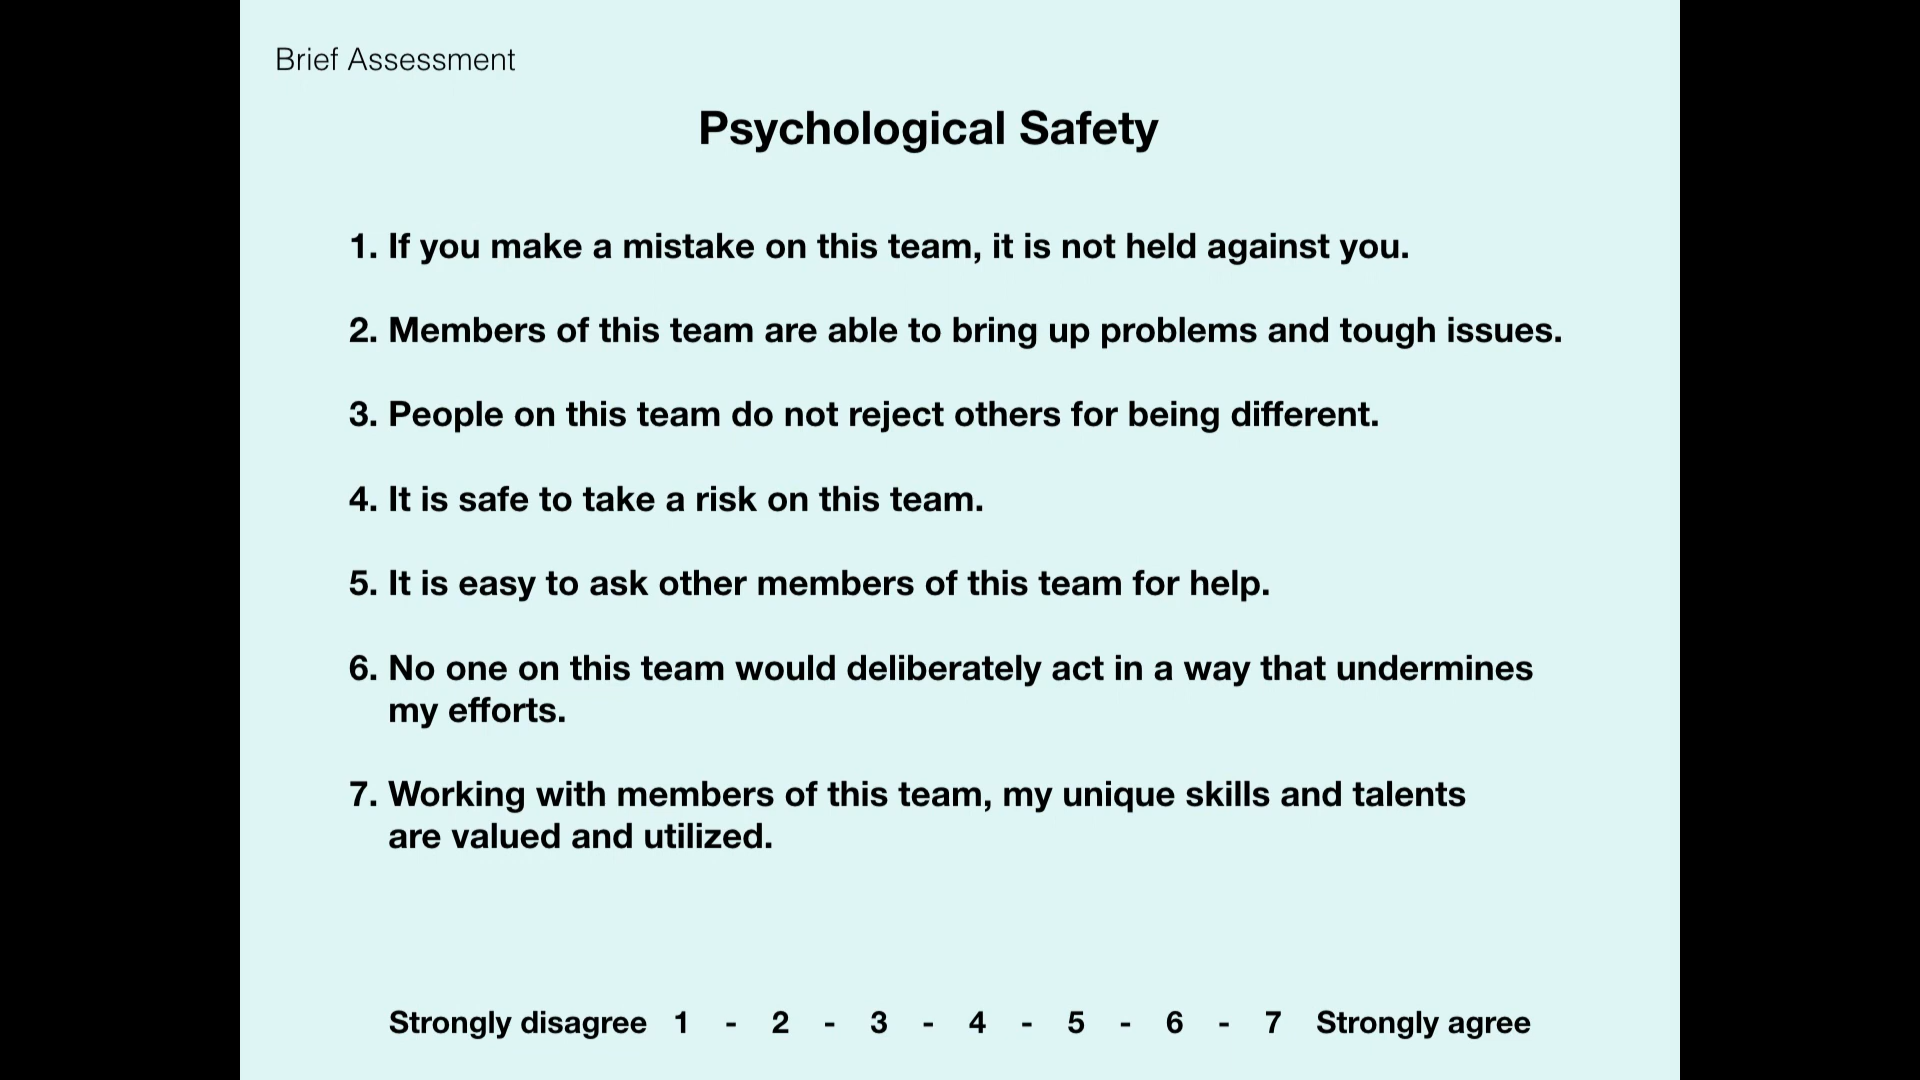 Brief Assessment
Psychological Safety
1. If you make a mistake on this team, it is not held against you.
2. Members of this team are able to bring up problems and tough issues.
3. People on this team do not reject others for being different.
4. It is safe to take a risk on this team.
5. It is easy to ask other members of this team for help.
6. No one on this team would deliberately act in a way that undermines
my efforts.
7. Working with members of this team, my unique skills and talents
are valued and utilized.
Strongly disagree 1 - 2 - 3 - 4 - 5 - 6 - 7 Strongly agree